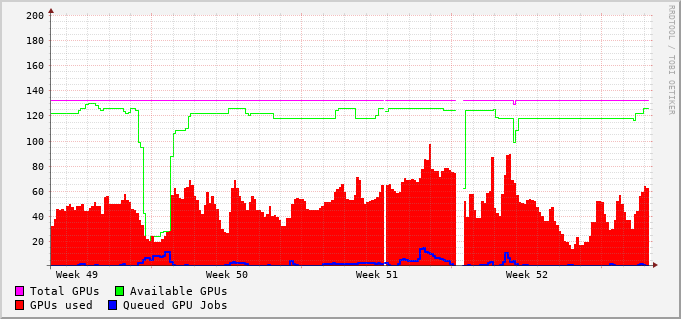 200
180
160
140
120
100
80
60
40
20
Week 49 Week 50 Week 51 Week 52
Total GPUs Available GPUs
GPUs used Queued GPU Jobs
RRDTOOL / TOBI OETIKER